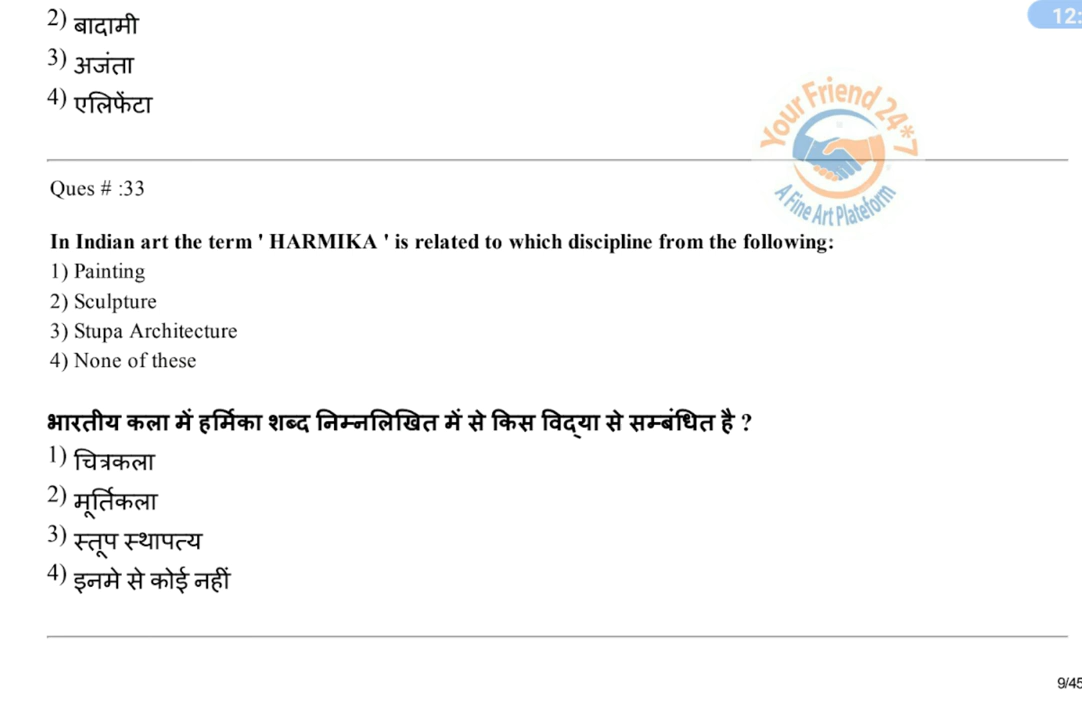 2) बादामी
12:
3) अजंता
4) एलिफेंटा
Your Friend 24*7
A Fine Art Plateform
Ques # :33
In Indian art the term ' HARMIKA ' is related to which discipline from the following:
1) Painting
2) Sculpture
3) Stupa Architecture
4) None of these
भारतीय कला में हर्मिका शब्द निम्नलिखित में से किस विद्‌या से सम्बंधित है ?
1) चित्रकला
2) मूर्तिकला
3) स्तूप स्थापत्य
4) इनमे से कोई नहीं
9/45